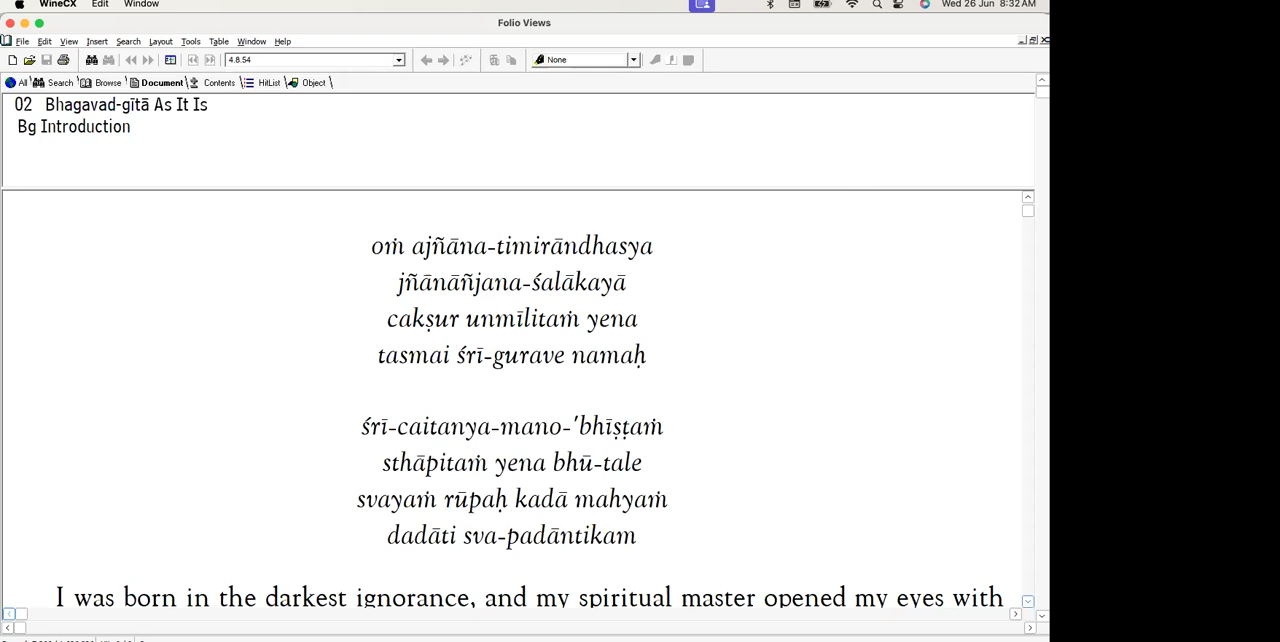 WineCX Edit Window Wed 26 Jun 8:32 AM
Folio Views
File Edit View Insert Search Layout Tools Table Window Help
4.8.54 None
All Search Browse Document Contents HitList Object
02 Bhagavad-gītā As It Is
Bg Introduction
oṁ ajñāna-timirāndhasya
jñānāñjana-śalākayā
cakṣur unmīlitaṁ yena
tasmai śrī-gurave namaḥ
śrī-caitanya-mano-'bhīṣṭaṁ
sthāpitaṁ yena bhū-tale
svayaṁ rūpaḥ kadā mahyaṁ
dadāti sva-padāntikam
I was born in the darkest ignorance, and my spiritual master opened my eyes with